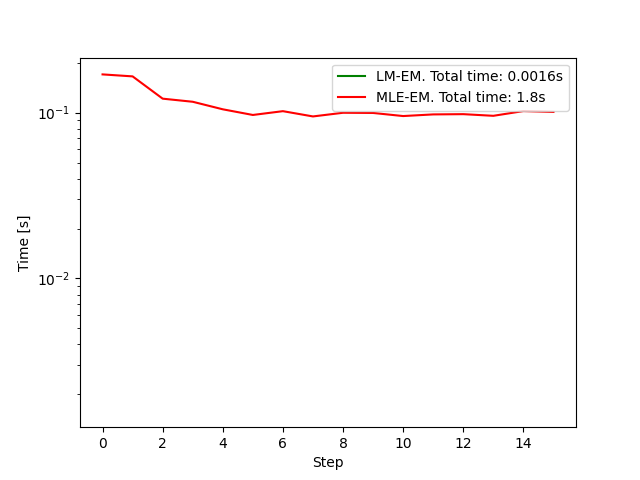 LM-EM. Total time: 0.0016s
MLE-EM. Total time: 1.8s
10⁻¹
10⁻²
Time [s]
0 2 4 6 8 10 12 14
Step